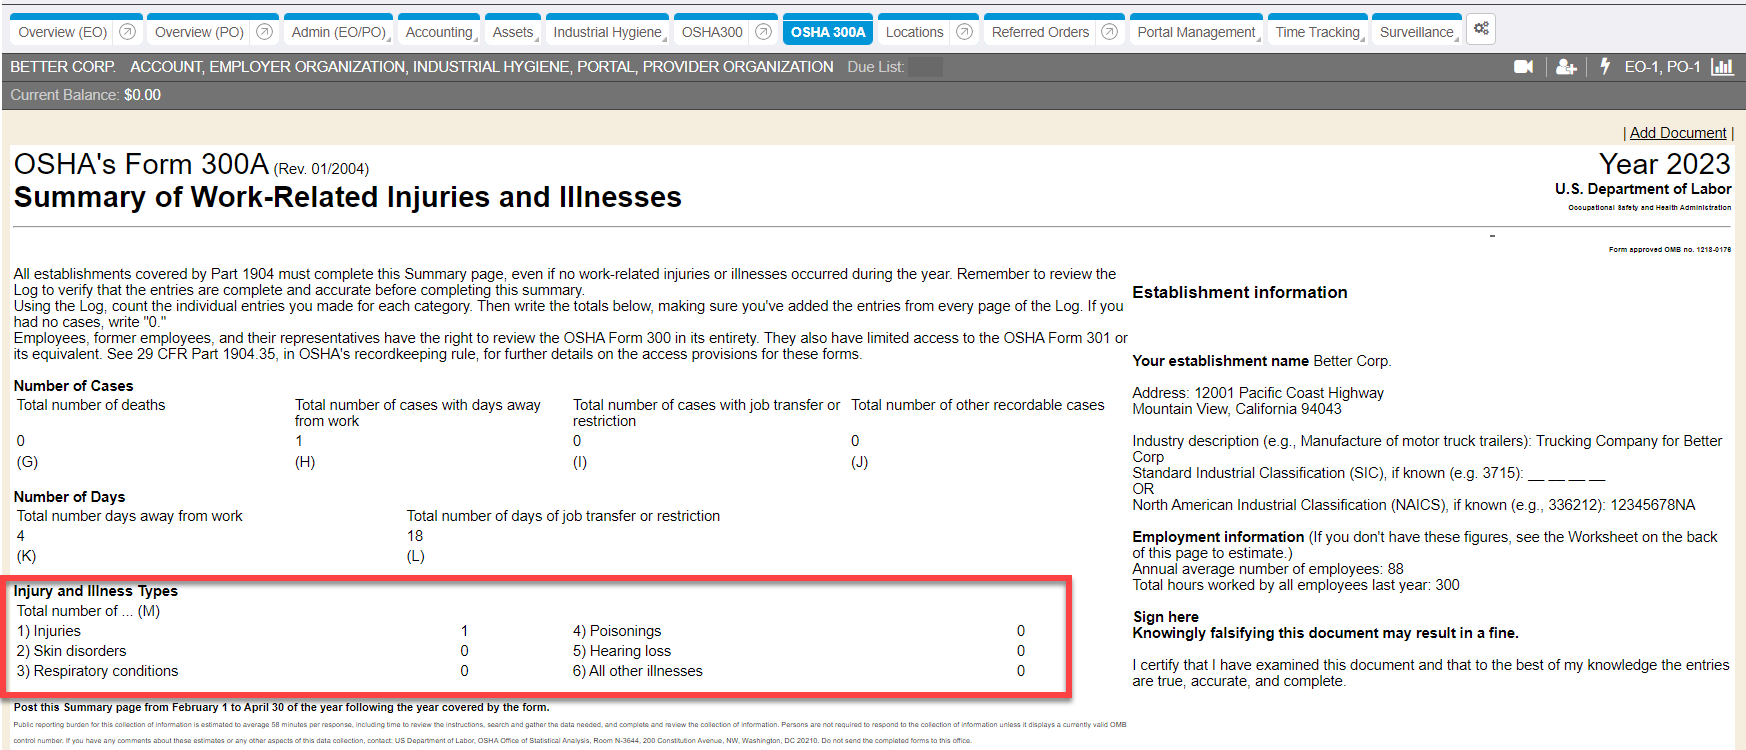 Overview (EO) Overview (PO) Admin (EO/PO) Accounting Assets Industrial Hygiene OSHA300 OSHA 300A Locations Referred Orders Portal Management Time Tracking Surveillance
BETTER CORP. ACCOUNT, EMPLOYER ORGANIZATION, INDUSTRIAL HYGIENE, PORTAL, PROVIDER ORGANIZATION Due List: EO-1, PO-1
Current Balance: $0.00
| Add Document |
OSHA's Form 300A (Rev. 01/2004)
Summary of Work-Related Injuries and Illnesses
Year 2023
U.S. Department of Labor
Occupational Safety and Health Administration
-
Form approved OMB no. 1218-0176
All establishments covered by Part 1904 must complete this Summary page, even if no work-related injuries or illnesses occurred during the year. Remember to review the
Log to verify that the entries are complete and accurate before completing this summary.
Using the Log, count the individual entries you made for each category. Then write the totals below, making sure you've added the entries from every page of the Log. If you
had no cases, write "0."
Employees, former employees, and their representatives have the right to review the OSHA Form 300 in its entirety. They also have limited access to the OSHA Form 301 or
its equivalent. See 29 CFR Part 1904.35, in OSHA's recordkeeping rule, for further details on the access provisions for these forms.
Number of Cases
Total number of deaths
0
(G)
Total number of cases with days away
from work
1
(H)
Total number of cases with job transfer or
restriction
0
(I)
Total number of other recordable cases
0
(J)
Number of Days
Total number days away from work
4
(K)
Total number of days of job transfer or restriction
18
(L)
Injury and Illness Types
Total number of ... (M)
1) Injuries 1 4) Poisonings 0
2) Skin disorders 0 5) Hearing loss 0
3) Respiratory conditions 0 6) All other illnesses 0
Post this Summary page from February 1 to April 30 of the year following the year covered by the form.
Public reporting burden for this collection of information is estimated to average 58 minutes per response, including time to review the instructions, search and gather the data needed, and complete and review the collection of information. Persons are not required to respond to the collection of information unless it displays a currently valid OMB
control number. If you have any comments about these estimates or any other aspects of this data collection, contact: US Department of Labor, OSHA Office of Statistical Analysis, Room N-3644, 200 Constitution Avenue, NW, Washington, DC 20210. Do not send the completed forms to this office.
Establishment information
Your establishment name Better Corp.
Address: 12001 Pacific Coast Highway
Mountain View, California 94043
Industry description (e.g., Manufacture of motor truck trailers): Trucking Company for Better
Corp
Standard Industrial Classification (SIC), if known (e.g. 3715): __ __ __ __
OR
North American Industrial Classification (NAICS), if known (e.g., 336212): 12345678NA
Employment information (If you don't have these figures, see the Worksheet on the back
of this page to estimate.)
Annual average number of employees: 88
Total hours worked by all employees last year: 300
Sign here
Knowingly falsifying this document may result in a fine.
I certify that I have examined this document and that to the best of my knowledge the entries
are true, accurate, and complete.